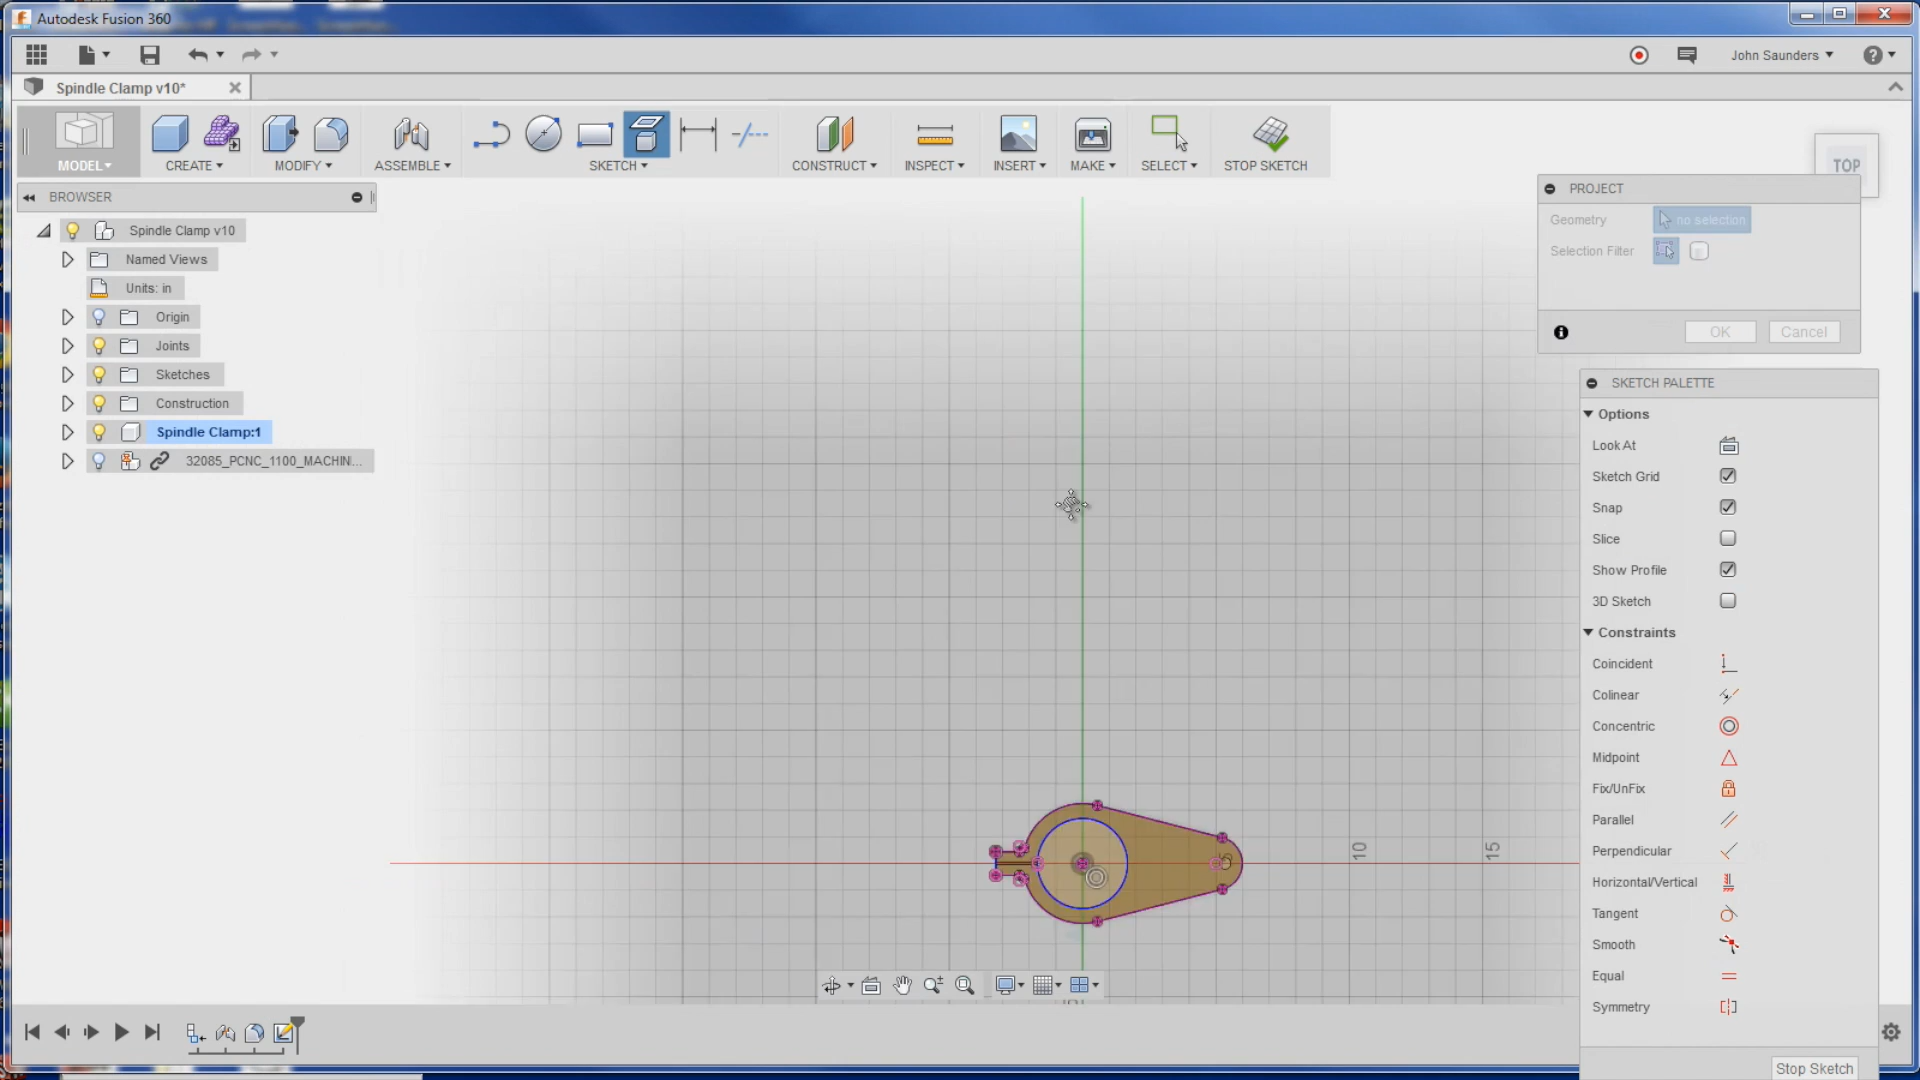 Autodesk Fusion 360
John Saunders
Spindle Clamp v10*
MODEL
CREATE
MODIFY
ASSEMBLE
SKETCH
CONSTRUCT
INSPECT
INSERT
MAKE
SELECT
STOP SKETCH
TOP
BROWSER
PROJECT
Geometry
no selection
Selection Filter
OK
Cancel
Spindle Clamp v10
Named Views
Units: in
Origin
Joints
Sketches
Construction
Spindle Clamp:1
32085_PCNC_1100_MACHIN...
SKETCH PALETTE
Options
Look At
Sketch Grid
Snap
Slice
Show Profile
3D Sketch
Constraints
Coincident
Colinear
Concentric
Midpoint
Fix/UnFix
Parallel
Perpendicular
Horizontal/Vertical
Tangent
Smooth
Equal
Symmetry
Stop Sketch
5
10
15